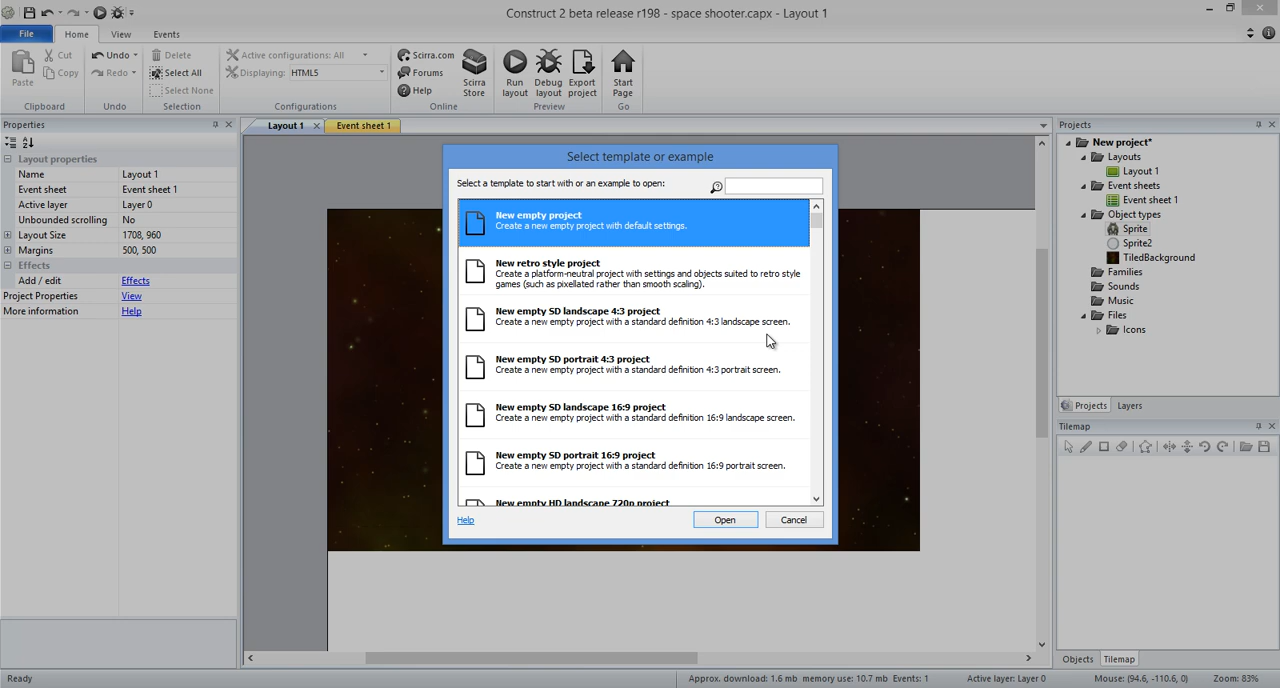 Construct 2 beta release r198 - space shooter.capx - Layout 1
File
Home
View
Events
Paste
Cut
Copy
Clipboard
Undo
Redo
Undo
Delete
Select All
Select None
Selection
Active configurations: All
Displaying: HTML5
Configurations
Scirra.com
Forums
Help
Scirra Store
Online
Run layout
Debug layout
Export project
Preview
Start Page
Go
Properties
Layout properties
Name Layout 1
Event sheet Event sheet 1
Active layer Layer 0
Unbounded scrolling No
Layout Size 1708, 960
Margins 500, 500
Effects
Add / edit Effects
Project Properties View
More information Help
Layout 1
Event sheet 1
Select template or example
Select a template to start with or an example to open:
New empty project
Create a new empty project with default settings.
New retro style project
Create a platform-neutral project with settings and objects suited to retro style
games (such as pixellated rather than smooth scaling).
New empty SD landscape 4:3 project
Create a new empty project with a standard definition 4:3 landscape screen.
New empty SD portrait 4:3 project
Create a new empty project with a standard definition 4:3 portrait screen.
New empty SD landscape 16:9 project
Create a new empty project with a standard definition 16:9 landscape screen.
New empty SD portrait 16:9 project
Create a new empty project with a standard definition 16:9 portrait screen.
New empty HD landscape 720p project
Help
Open
Cancel
Projects
New project*
Layouts
Layout 1
Event sheets
Event sheet 1
Object types
Sprite
Sprite2
TiledBackground
Families
Sounds
Music
Files
Icons
Projects
Layers
Tilemap
Objects
Tilemap
Ready
Approx. download: 1.6 mb memory use: 10.7 mb Events: 1
Active layer: Layer 0
Mouse: (94.6, -110.6, 0)
Zoom: 83%